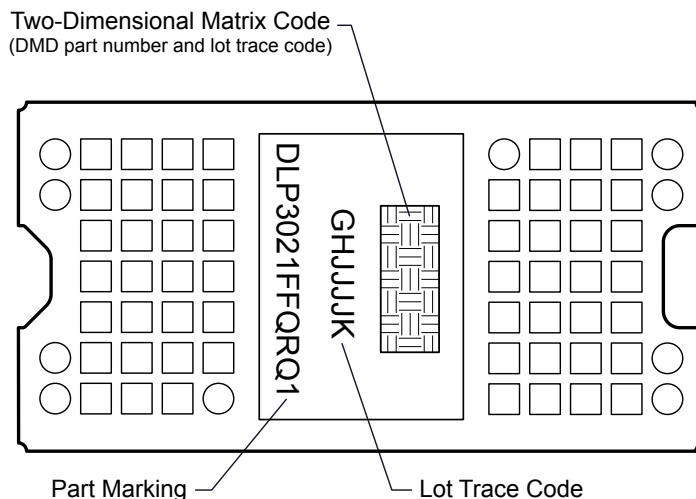 Two-Dimensional Matrix Code
(DMD part number and lot trace code)
GHJJJJK
DLP3021FFQRQ1
Part Marking
Lot Trace Code